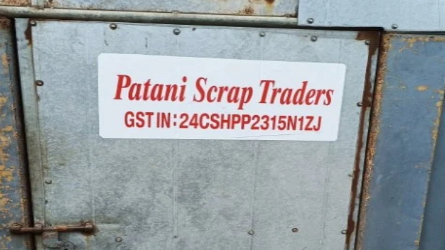 Patani Scrap Traders
GST IN: 24CSHPP2315N1ZJ